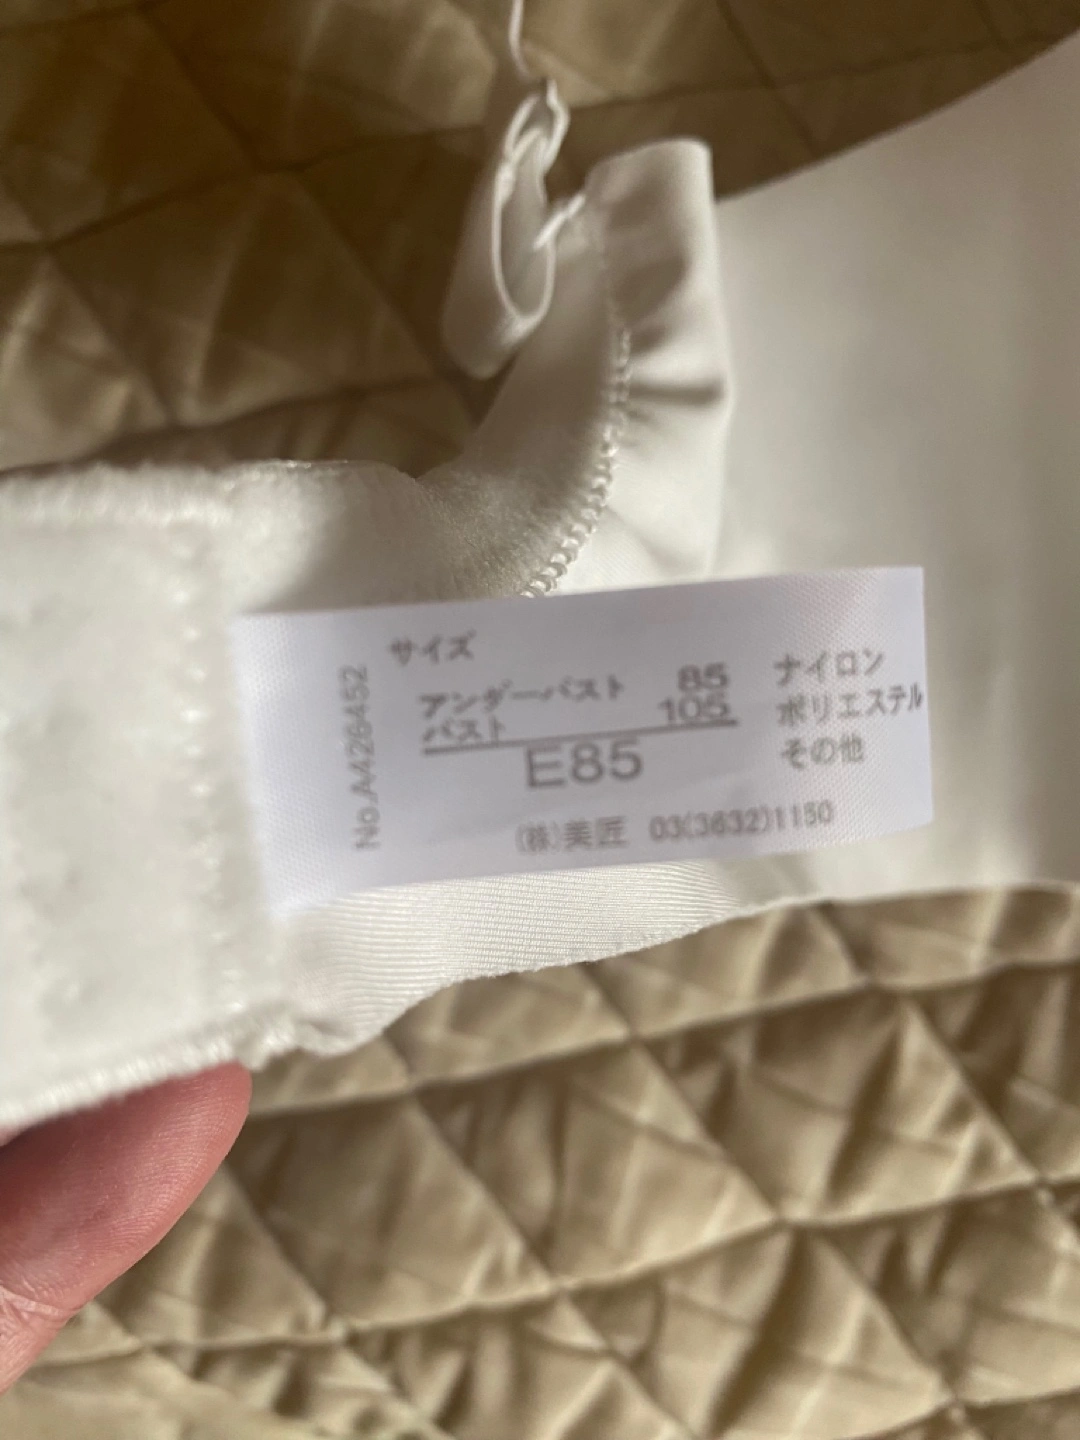 No.A426452
サイズ
アンダーバスト 85
バスト 105
E85
ナイロン
ポリエステル
その他
(株)美匠 03(3632)1150